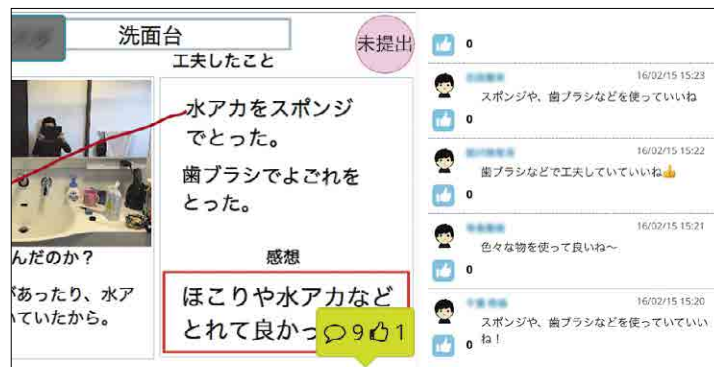 洗面台
未提出
工夫したこと
水アカをスポンジ
でとった。
歯ブラシでよごれを
とった。
んだのか？
があったり、水ア
いていたから。
感想
ほこりや水アカなど
とれて良かっ
9 1
0
16/02/15 15:23
スポンジや、歯ブラシなどを使っていいね
0
16/02/15 15:22
歯ブラシなどで工夫していていいね👍
0
16/02/15 15:21
色々な物を使って良いね〜
0
16/02/15 15:20
スポンジや、歯ブラシなどを使っていていい
ね！
0